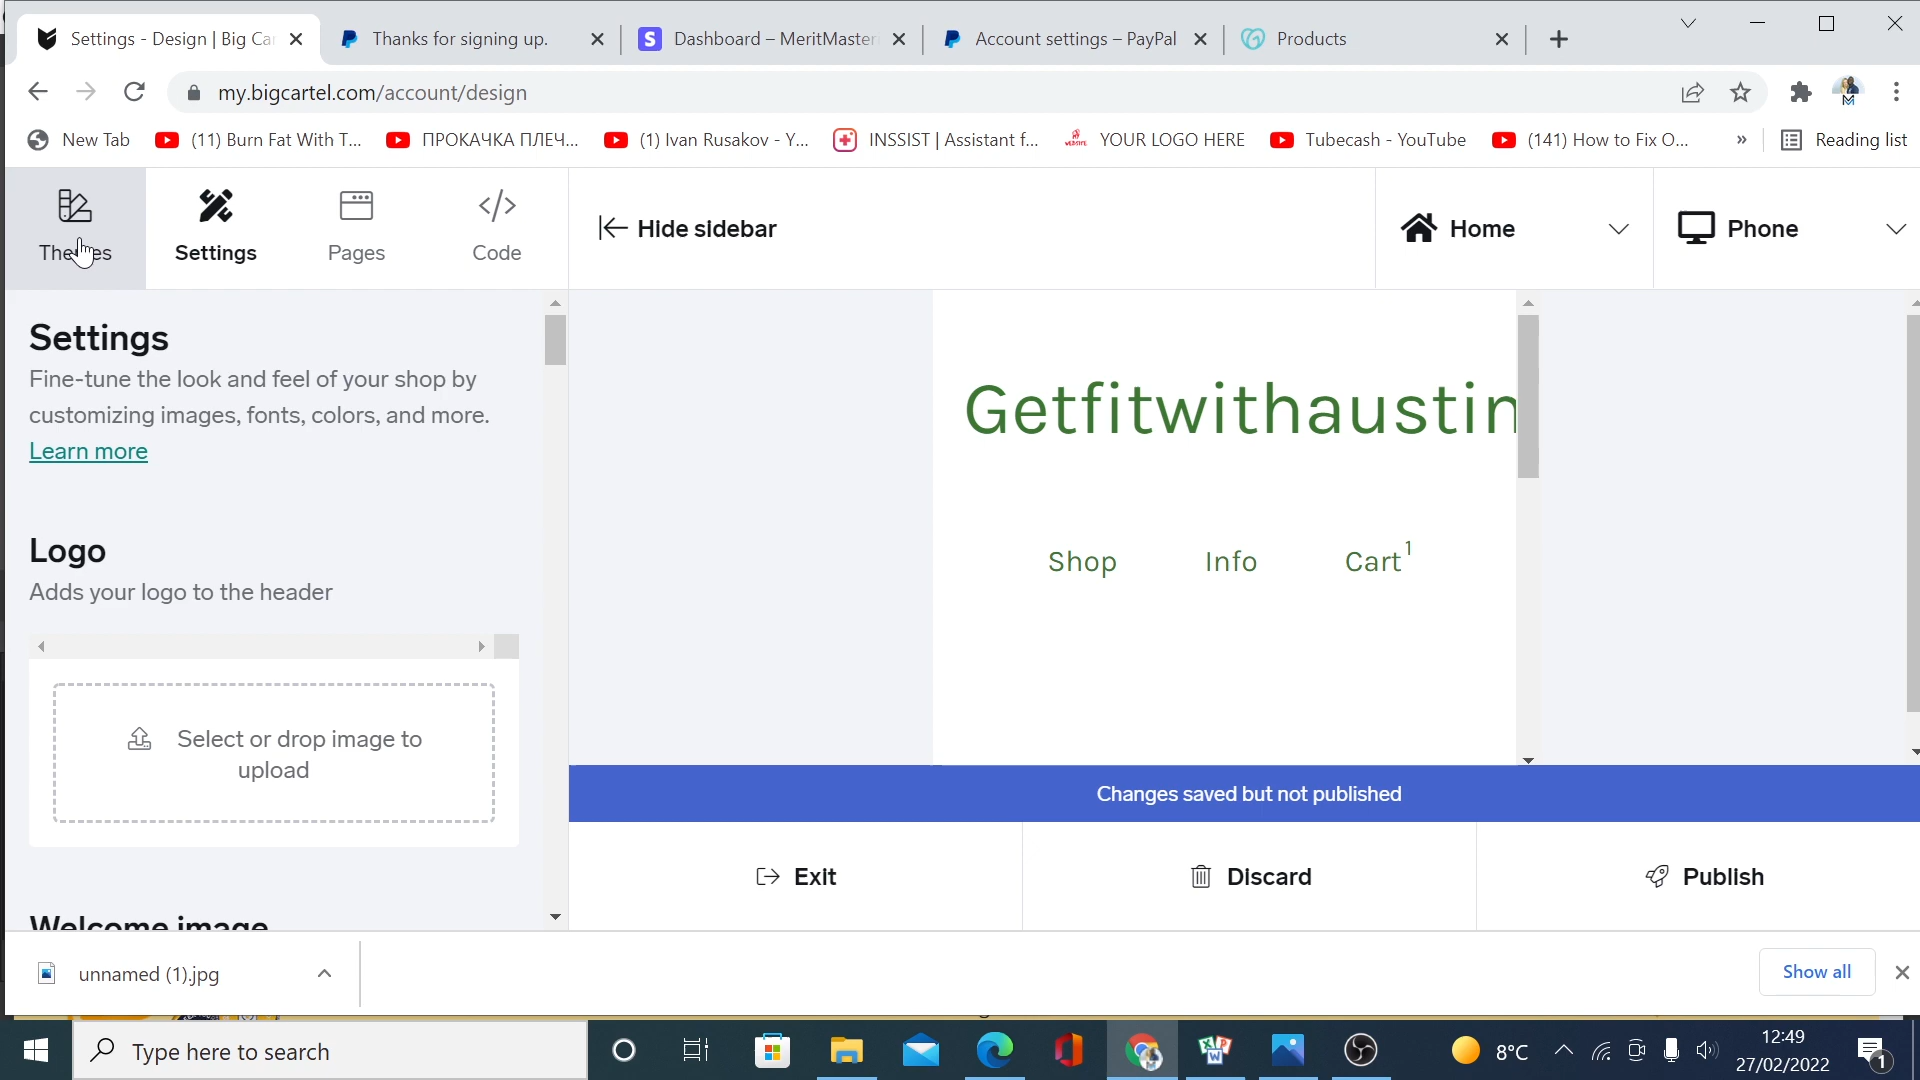 Settings - Design | Big Ca
Thanks for signing up.
Dashboard – MeritMaster
Account settings – PayPal
Products
my.bigcartel.com/account/design
New Tab
(11) Burn Fat With T...
ПРОКАЧКА ПЛЕЧ...
(1) Ivan Rusakov - Y...
INSSIST | Assistant f...
YOUR LOGO HERE
Tubecash - YouTube
(141) How to Fix O...
»
Reading list
Themes
Settings
Pages
Code
Hide sidebar
Home
Phone
Settings
Fine-tune the look and feel of your shop by
customizing images, fonts, colors, and more.
Learn more
Logo
Adds your logo to the header
Select or drop image to
upload
Welcome image
Getfitwithaustin
Shop
Info
Cart 1
Changes saved but not published
Exit
Discard
Publish
unnamed (1).jpg
Show all
Type here to search
8°C
12:49
27/02/2022
1